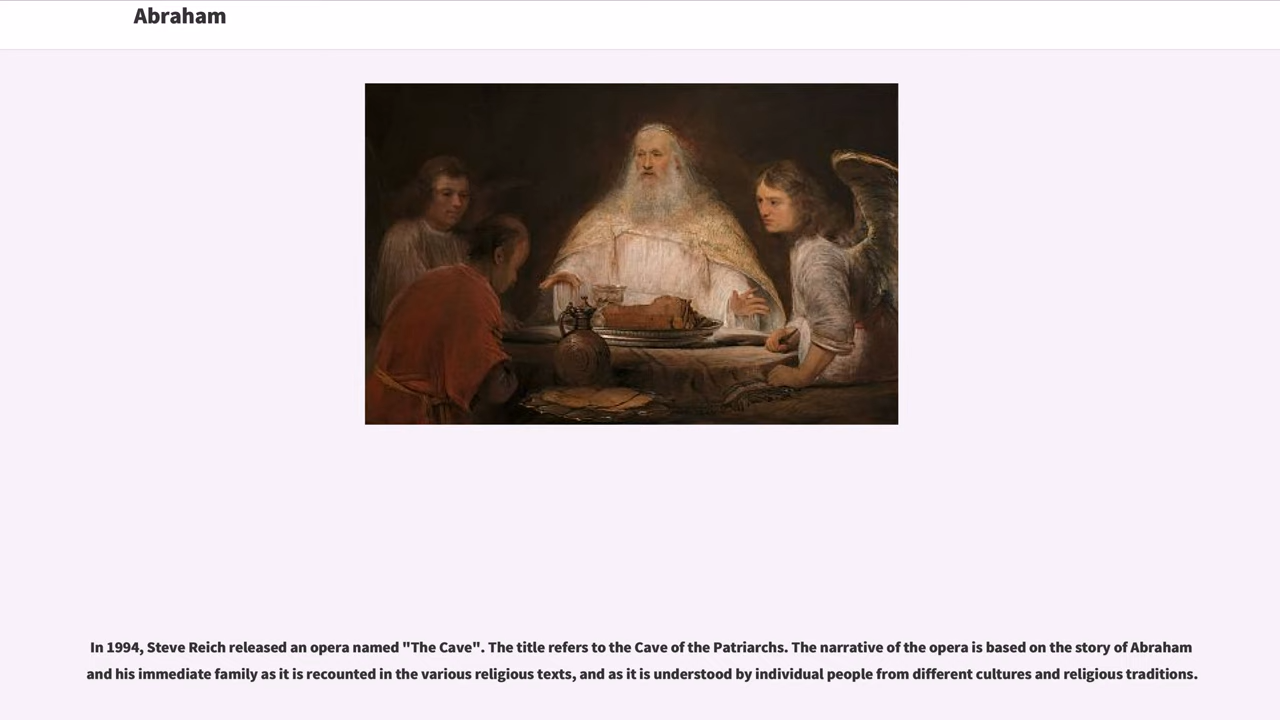 Abraham
In 1994, Steve Reich released an opera named "The Cave". The title refers to the Cave of the Patriarchs. The narrative of the opera is based on the story of Abraham
and his immediate family as it is recounted in the various religious texts, and as it is understood by individual people from different cultures and religious traditions.